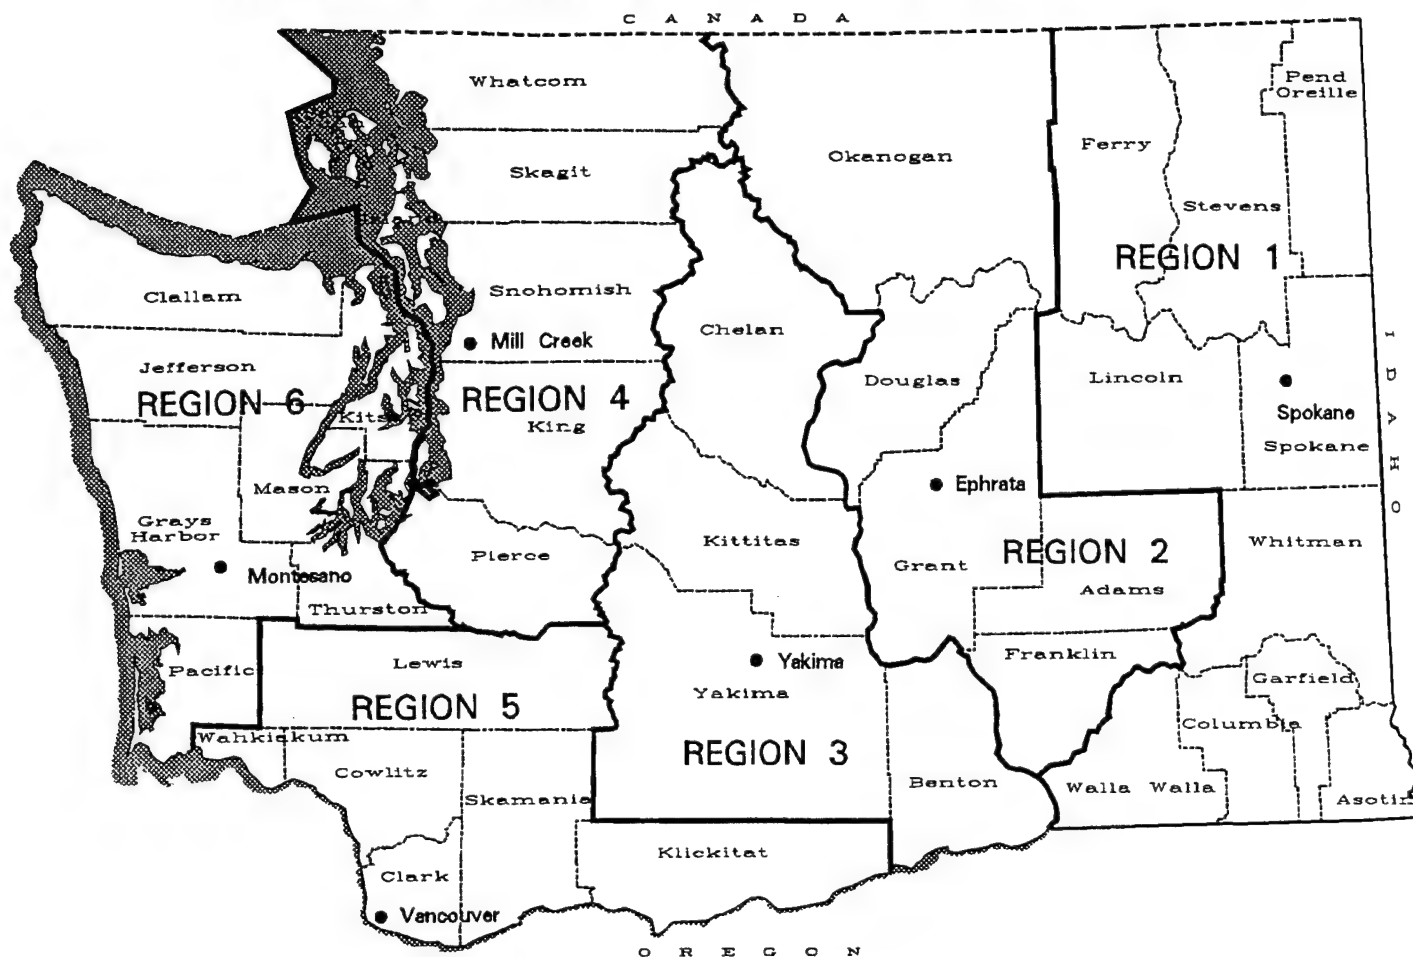 CANADA
Whatcom
Pend
Oreille
Ferry
Okanogan
Skagit
Stevens
REGION 1
Clallam
Snohomish
Chelan
Mill Creek
IDAHO
Jefferson
Douglas
Lincoln
REGION 6
REGION 4
Kits
King
Spokane
Spokane
Mason
Ephrata
Grays
Harbor
Kittitas
Whitman
REGION 2
Pierce
Grant
Montesano
Adams
Thurston
Franklin
Lewis
Yakima
Pacific
Yakima
Garfield
REGION 5
Columbia
Wahkiakum
REGION 3
Cowlitz
Benton
Walla Walla
Skamania
Asotin
Klickitat
Clark
Vancouver
OREGON